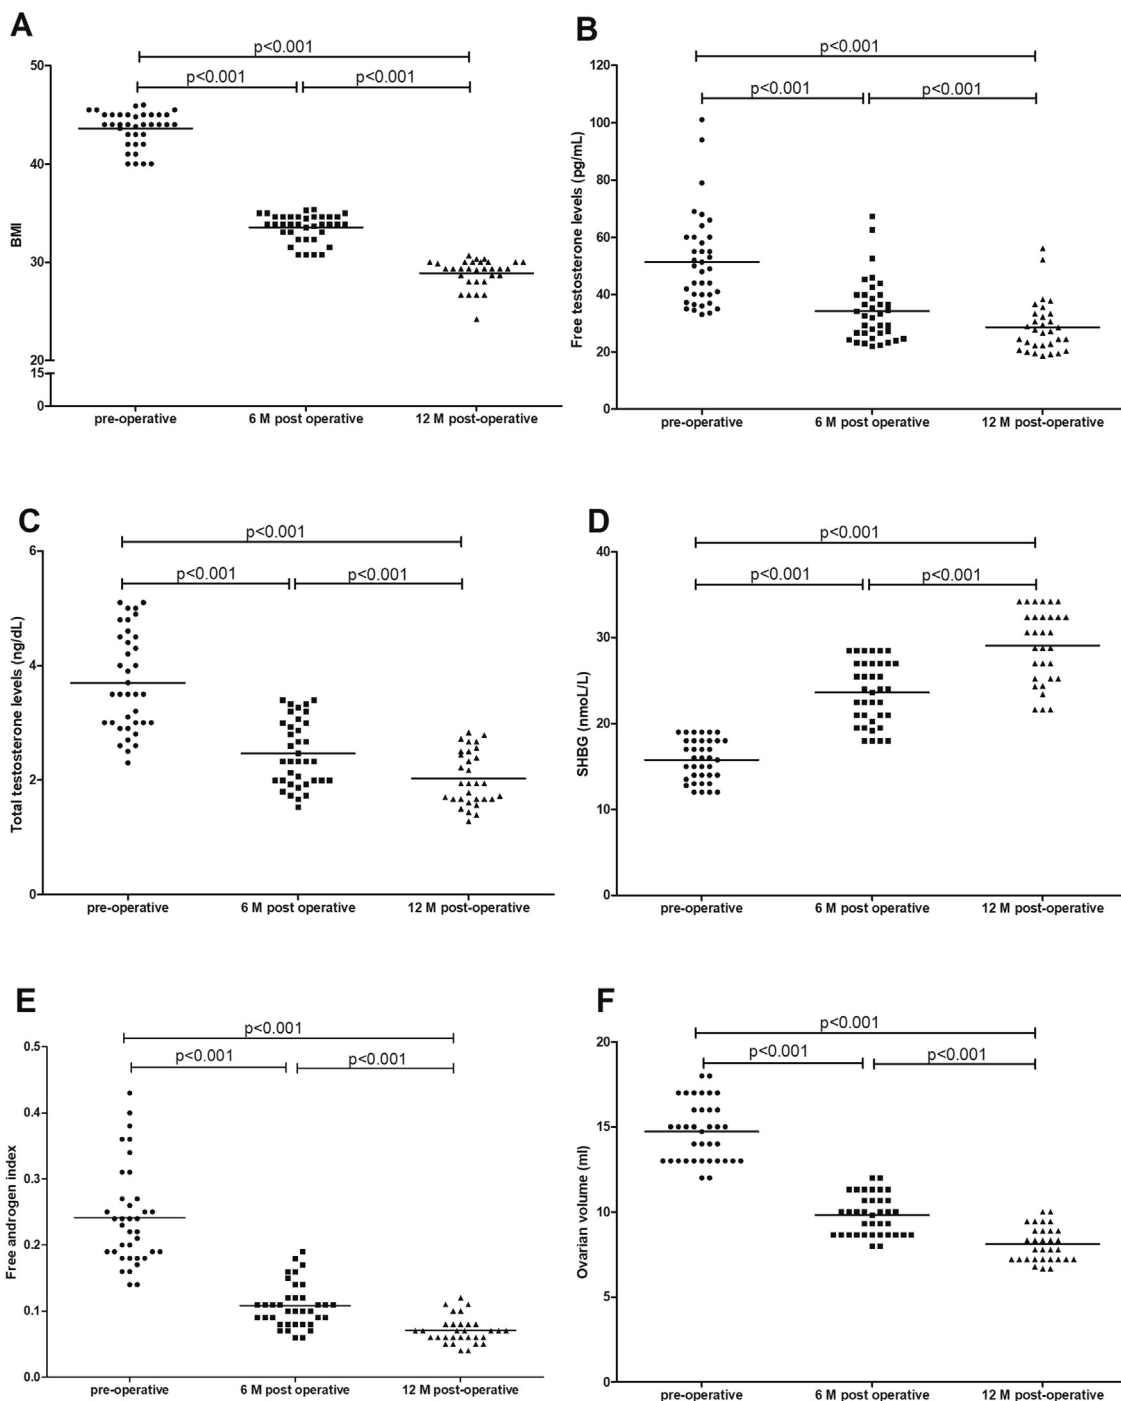 A
p<0.001
p<0.001 p<0.001
50
40
30
20
15
0
BMI
pre-operative 6 M post operative 12 M post-operative
B
p<0.001
p<0.001 p<0.001
120
100
80
60
40
20
0
Free testosterone levels (pg/mL)
pre-operative 6 M post operative 12 M post-operative
C
p<0.001
p<0.001 p<0.001
6
4
2
0
Total testosterone levels (ng/dL)
pre-operative 6 M post operative 12 M post-operative
D
p<0.001
p<0.001 p<0.001
40
30
20
10
0
SHBG (nmoL/L)
pre-operative 6 M post operative 12 M post-operative
E
p<0.001
p<0.001 p<0.001
0.5
0.4
0.3
0.2
0.1
0.0
Free androgen index
pre-operative 6 M post operative 12 M post-operative
F
p<0.001
p<0.001 p<0.001
20
15
10
5
0
Ovarian volume (ml)
pre-operative 6 M post operative 12 M post-operative